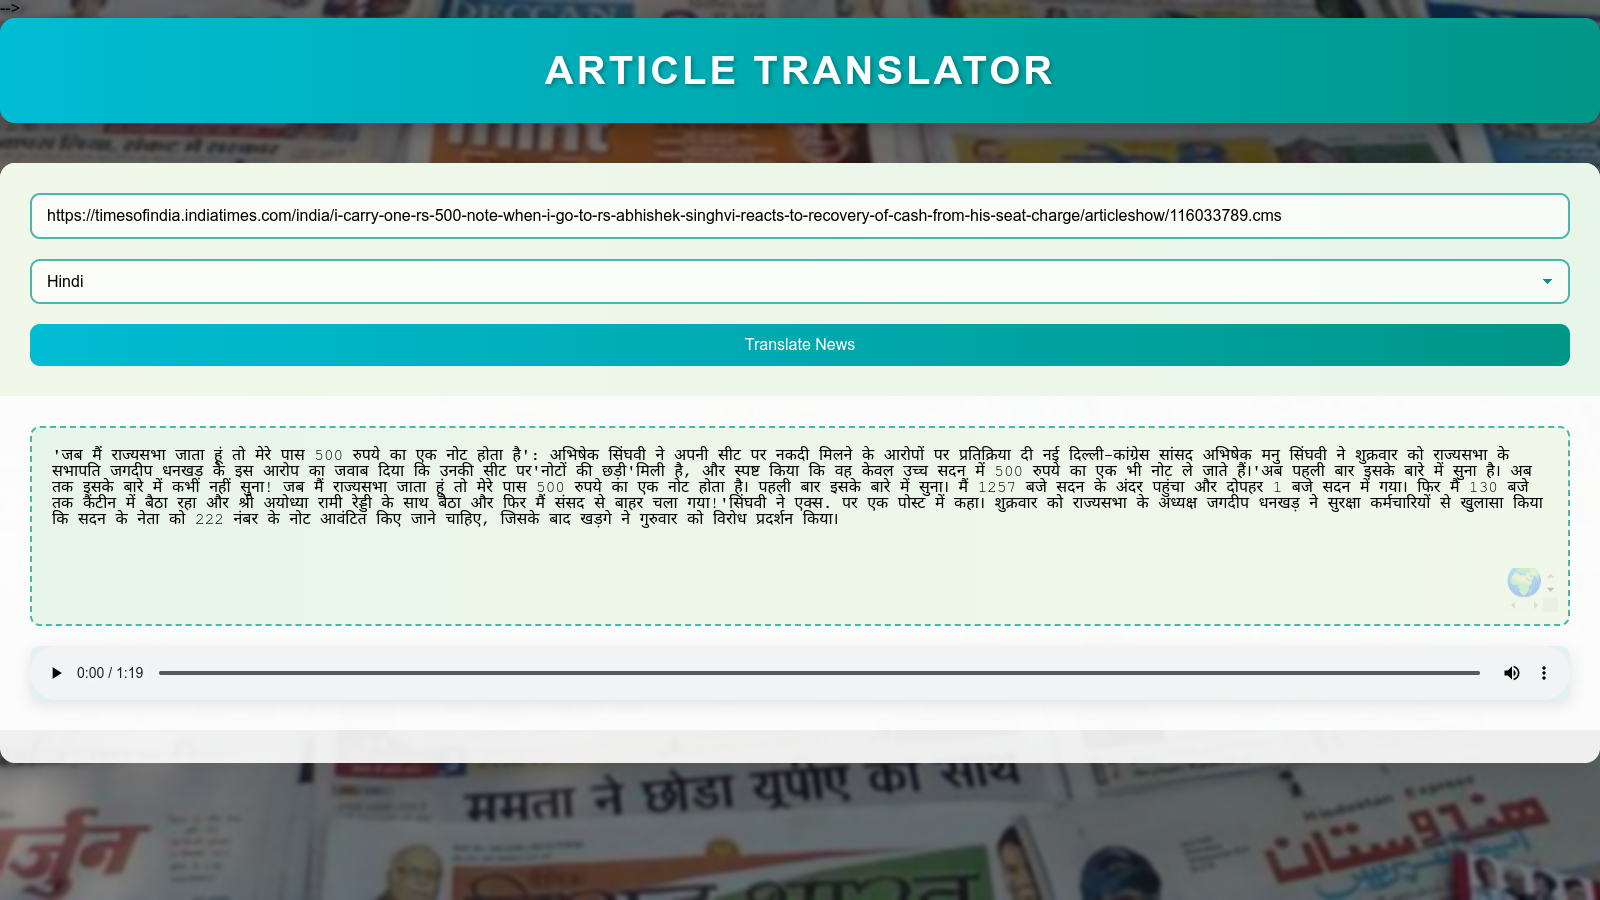 -->
DECCAN
ARTICLE TRANSLATOR
mint
https://timesofindia.indiatimes.com/india/i-carry-one-rs-500-note-when-i-go-to-rs-abhishek-singhvi-reacts-to-recovery-of-cash-from-his-seat-charge/articleshow/116033789.cms
Hindi
Translate News
'जब मैं राज्यसभा जाता हूं तो मेरे पास 500 रुपये का एक नोट होता है': अभिषेक सिंघवी ने अपनी सीट पर नकदी मिलने के आरोपों पर प्रतिक्रिया दी नई दिल्ली-कांग्रेस सांसद अभिषेक मनु सिंघवी ने शुक्रवार को राज्यसभा के
सभापति जगदीप धनखड़ के इस आरोप का जवाब दिया कि उनकी सीट पर'नोटों की छड़ी'मिली है, और स्पष्ट किया कि वह केवल उच्च सदन में 500 रुपये का एक भी नोट ले जाते हैं।'अब पहली बार इसके बारे में सुना है। अब
तक इसके बारे में कभी नहीं सुना! जब मैं राज्यसभा जाता हूं तो मेरे पास 500 रुपये का एक नोट होता है। पहली बार इसके बारे में सुना। मैं 1257 बजे सदन के अंदर पहुंचा और दोपहर 1 बजे सदन में गया। फिर मैं 130 बजे
तक कैंटीन में बैठा रहा और श्री अयोध्या रामी रेड्डी के साथ बैठा और फिर मैं संसद से बाहर चला गया!'सिंघवी ने एक्स. पर एक पोस्ट में कहा। शुक्रवार को राज्यसभा के अध्यक्ष जगदीप धनखड़ ने सुरक्षा कर्मचारियों से खुलासा किया
कि सदन के नेता को 222 नंबर के नोट आवंटित किए जाने चाहिए, जिसके बाद खड़गे ने गुरुवार को विरोध प्रदर्शन किया।
0:00 / 1:19
ममता ने छोडा यूपीए का साथ
Hindustan Express
ہندوستان